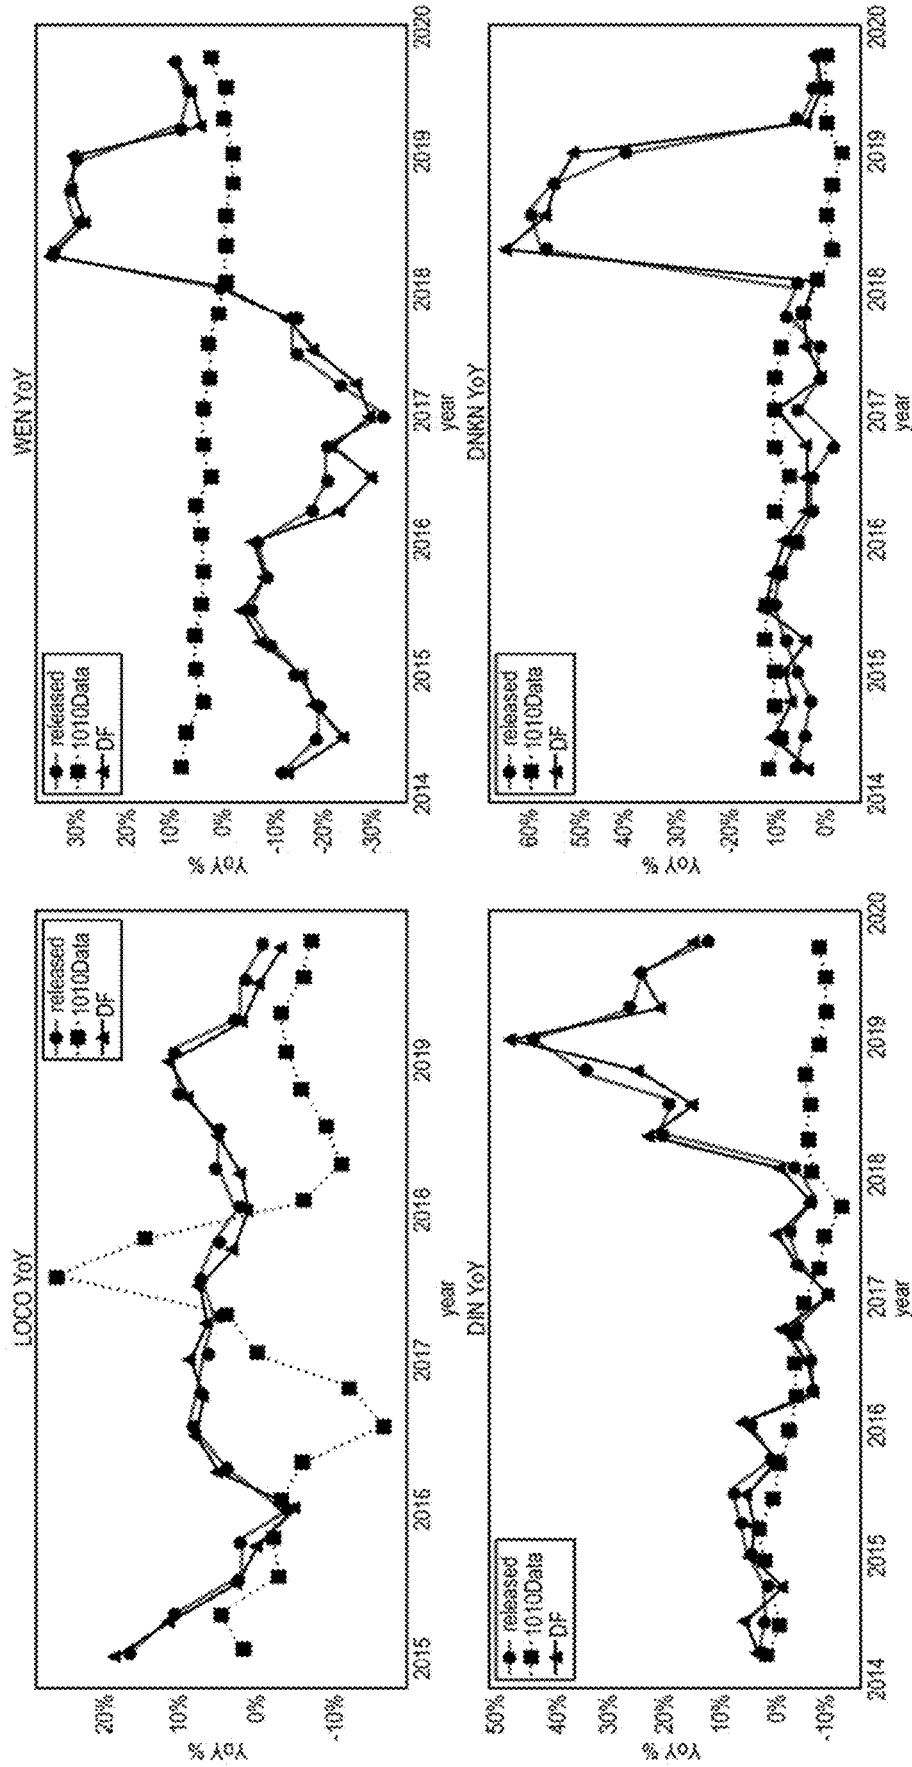 LOCO YoY
released
1010Data
DF
20%
10%
0%
-10%
YoY %
2015
2016
2017
2018
2019
year
WEN YoY
released
1010Data
DF
30%
20%
10%
0%
-10%
-20%
-30%
YoY %
2014
2015
2016
2017
2018
2019
2020
year
DIN YoY
released
1010Data
DF
50%
40%
30%
20%
10%
0%
-10%
YoY %
2014
2015
2016
2017
2018
2019
2020
year
DNKN YoY
released
1010Data
DF
60%
50%
40%
30%
-20%
10%
0%
YoY %
2014
2015
2016
2017
2018
2019
2020
year